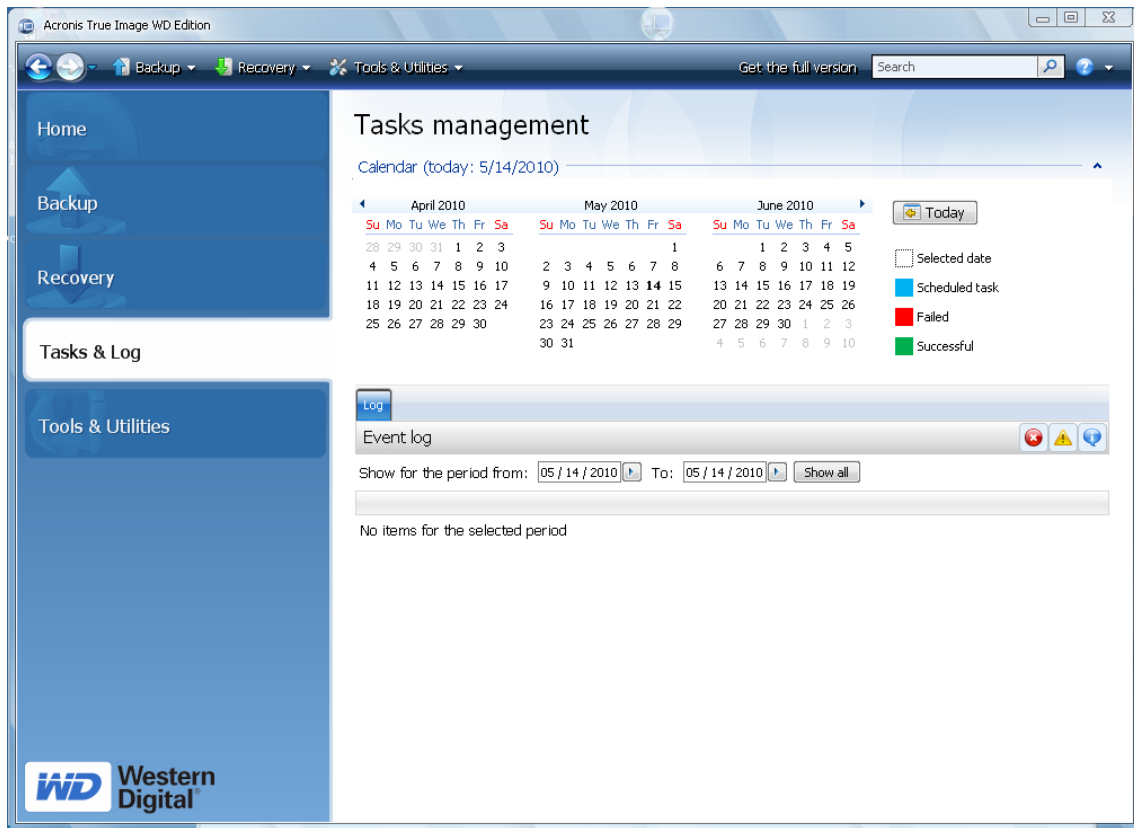 Acronis True Image WD Edition
Backup Recovery Tools & Utilities Get the full version Search
Home
Backup
Recovery
Tasks & Log
Tools & Utilities
Tasks management
Calendar (today: 5/14/2010)
April 2010 May 2010 June 2010
Su Mo Tu We Th Fr Sa Su Mo Tu We Th Fr Sa Su Mo Tu We Th Fr Sa
28 29 30 31 1 2 3 1 1 2 3 4 5
4 5 6 7 8 9 10 2 3 4 5 6 7 8 6 7 8 9 10 11 12
11 12 13 14 15 16 17 9 10 11 12 13 14 15 13 14 15 16 17 18 19
18 19 20 21 22 23 24 16 17 18 19 20 21 22 20 21 22 23 24 25 26
25 26 27 28 29 30 23 24 25 26 27 28 29 27 28 29 30 1 2 3
30 31 4 5 6 7 8 9 10
Today
Selected date
Scheduled task
Failed
Successful
Log
Event log
Show for the period from: 05 / 14 / 2010 To: 05 / 14 / 2010 Show all
No items for the selected period
WD Western
Digital®